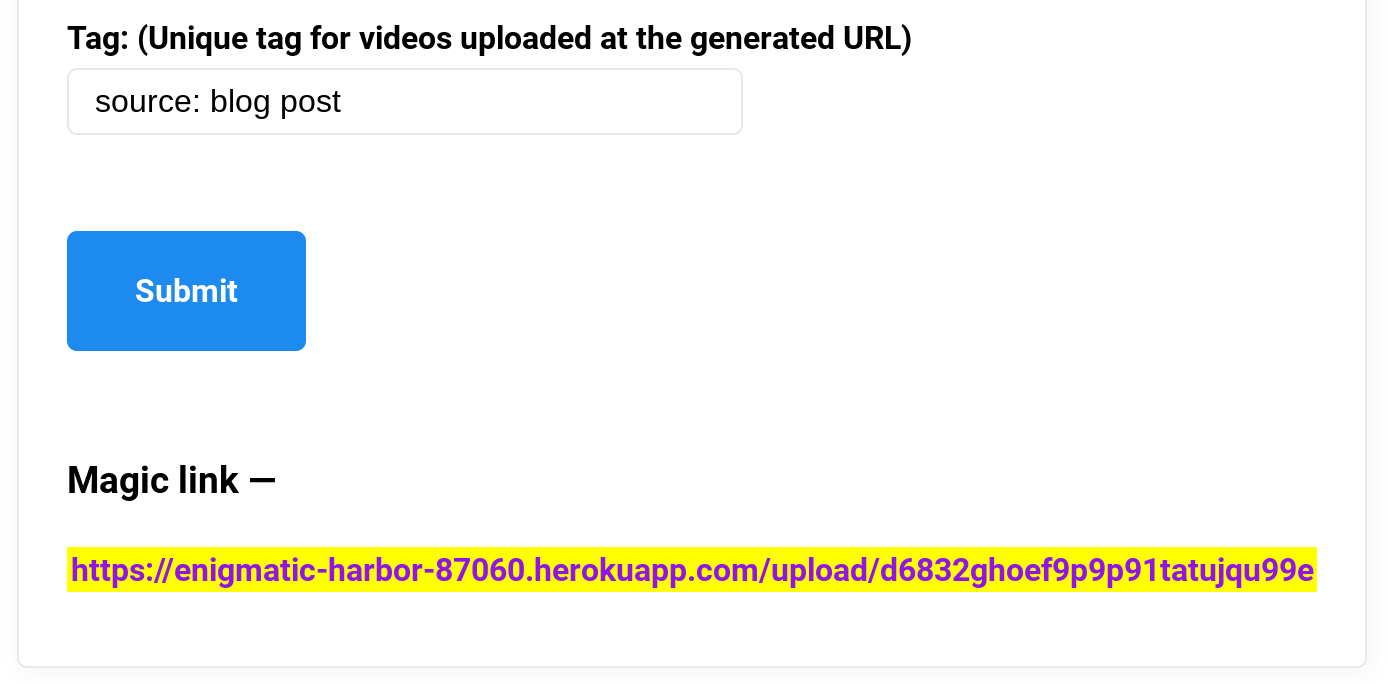 Tag: (Unique tag for videos uploaded at the generated URL)
source: blog post
Submit
Magic link —
https://enigmatic-harbor-87060.herokuapp.com/upload/d6832ghoef9p9p91tatujqu99e